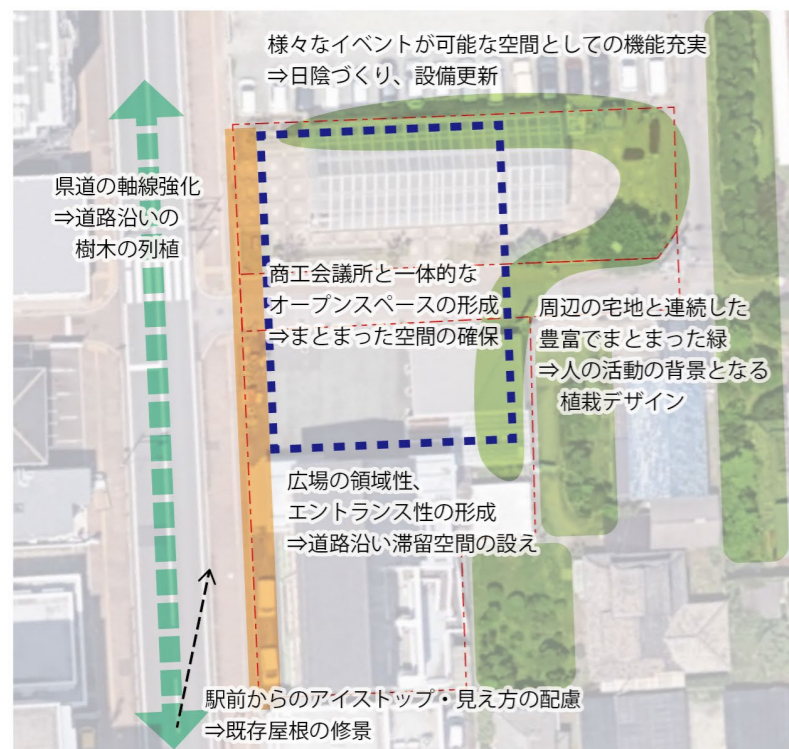 様々なイベントが可能な空間としての機能充実
⇒日陰づくり、設備更新
県道の軸線強化
⇒道路沿いの
樹木の列植
商工会議所と一体的な
オープンスペースの形成
⇒まとまった空間の確保
周辺の宅地と連続した
豊富でまとまった緑
⇒人の活動の背景となる
植栽デザイン
広場の領域性、
エントランス性の形成
⇒道路沿い滞留空間の設え
駅前からのアイストップ・見え方の配慮
⇒既存屋根の修景